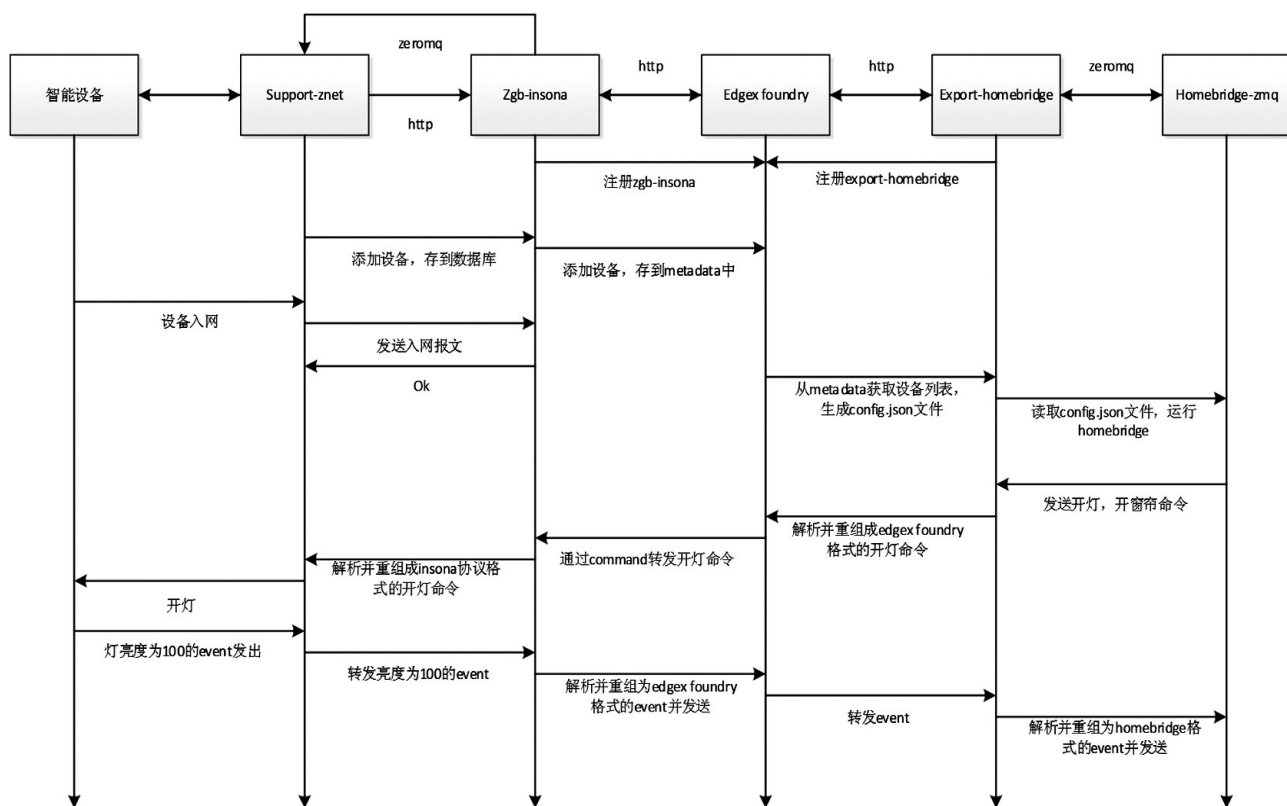 zeromq
http
http
zeromq
智能设备
Support-znet
Zgb-insona
Edgex foundry
Export-homebridge
Homebridge-zmq
http
注册zgb-insona
注册export-homebridge
添加设备，存到数据库
添加设备，存到metadata中
设备入网
发送入网报文
Ok
从metadata获取设备列表，
生成config.json文件
读取config.json文件，运行
homebridge
发送开灯，开窗帘命令
解析并重组成edgex foundry
格式的开灯命令
通过command转发开灯命令
解析并重组成insona协议格
式的开灯命令
开灯
灯亮度为100的event发出
转发亮度为100的event
解析并重组为edgex foundry
格式的event并发送
转发event
解析并重组为homebridge格
式的event并发送